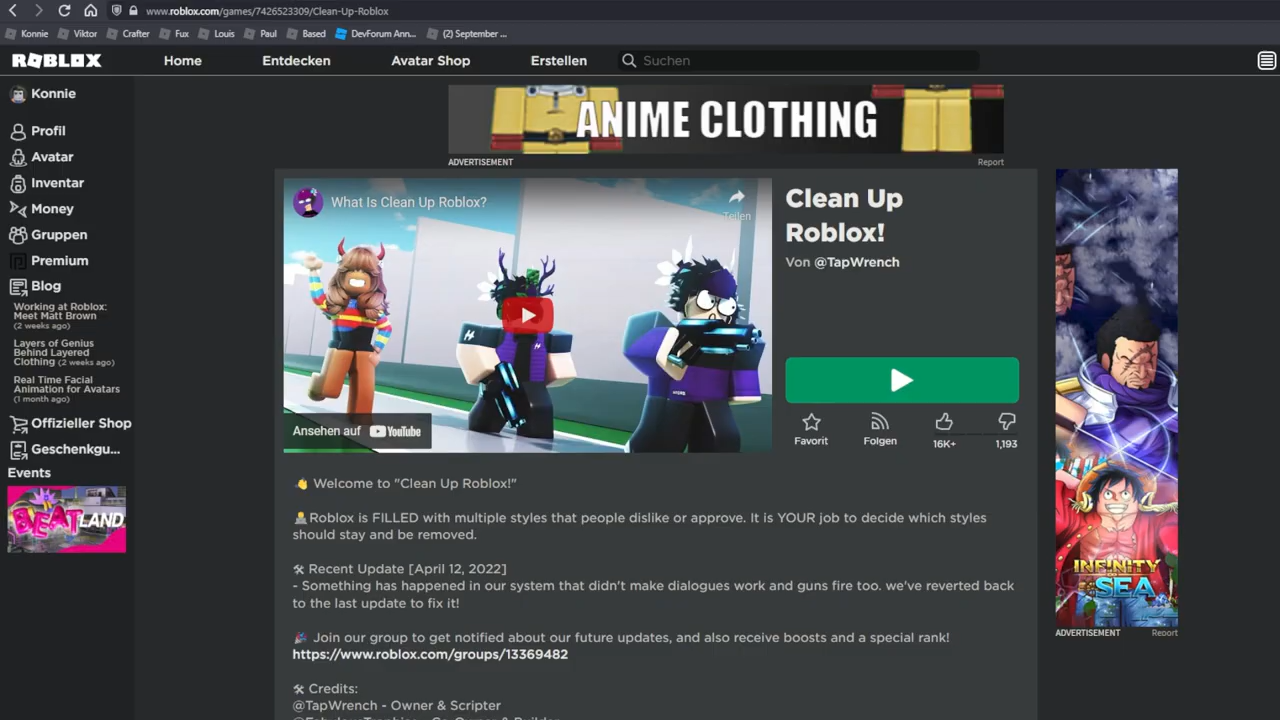 www.roblox.com/games/7426523309/Clean-Up-Roblox
Konnie Viktor Crafter Fux Louis Paul Based DevForum Ann... (2) September ...
ROBLOX Home Entdecken Avatar Shop Erstellen Suchen
Konnie
Profil
Avatar
Inventar
Money
Gruppen
Premium
Blog
Working at Roblox:
Meet Matt Brown
(2 weeks ago)
Layers of Genius
Behind Layered
Clothing (2 weeks ago)
Real Time Facial
Animation for Avatars
(1 month ago)
Offizieller Shop
Geschenkgu...
Events
BEATLAND
ANIME CLOTHING
ADVERTISEMENT Report
What Is Clean Up Roblox?
Teilen
Ansehen auf YouTube
Clean Up
Roblox!
Von @TapWrench
Favorit Folgen 16K+ 1,193
👋 Welcome to "Clean Up Roblox!"
Roblox is FILLED with multiple styles that people dislike or approve. It is YOUR job to decide which styles
should stay and be removed.
🛠 Recent Update [April 12, 2022]
- Something has happened in our system that didn't make dialogues work and guns fire too. we've reverted back
to the last update to fix it!
🎉 Join our group to get notified about our future updates, and also receive boosts and a special rank!
https://www.roblox.com/groups/13369482
🛠 Credits:
@TapWrench - Owner & Scripter
INFINITY
SEA
ADVERTISEMENT Report